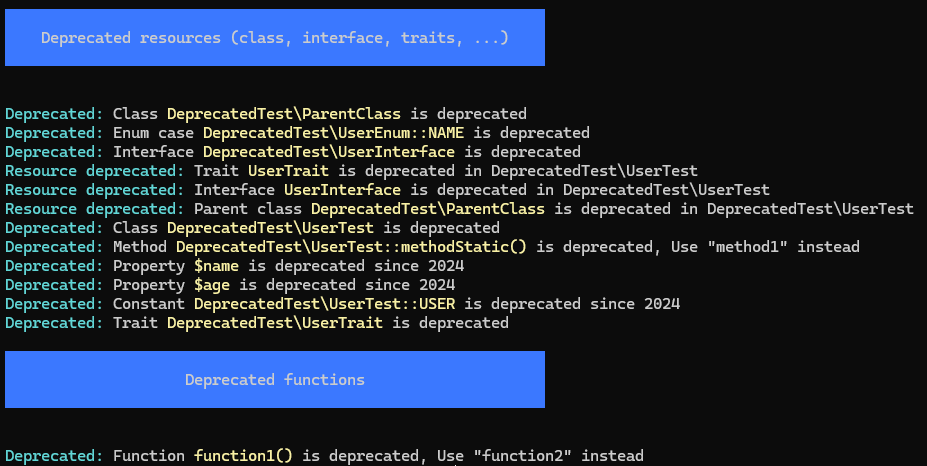 Deprecated resources (class, interface, traits, ...)
Deprecated: Class DeprecatedTest\ParentClass is deprecated
Deprecated: Enum case DeprecatedTest\UserEnum::NAME is deprecated
Deprecated: Interface DeprecatedTest\UserInterface is deprecated
Resource deprecated: Trait UserTrait is deprecated in DeprecatedTest\UserTest
Resource deprecated: Interface UserInterface is deprecated in DeprecatedTest\UserTest
Resource deprecated: Parent class DeprecatedTest\ParentClass is deprecated in DeprecatedTest\UserTest
Deprecated: Class DeprecatedTest\UserTest is deprecated
Deprecated: Method DeprecatedTest\UserTest::methodStatic() is deprecated, Use "method1" instead
Deprecated: Property $name is deprecated since 2024
Deprecated: Property $age is deprecated since 2024
Deprecated: Constant DeprecatedTest\UserTest::USER is deprecated since 2024
Deprecated: Trait DeprecatedTest\UserTrait is deprecated
Deprecated functions
Deprecated: Function function1() is deprecated, Use "function2" instead